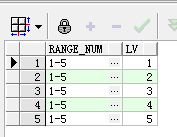 RANGE_NUM LV
1 1-5 ... 1
2 1-5 ... 2
3 1-5 ... 3
4 1-5 ... 4
5 1-5 ... 5